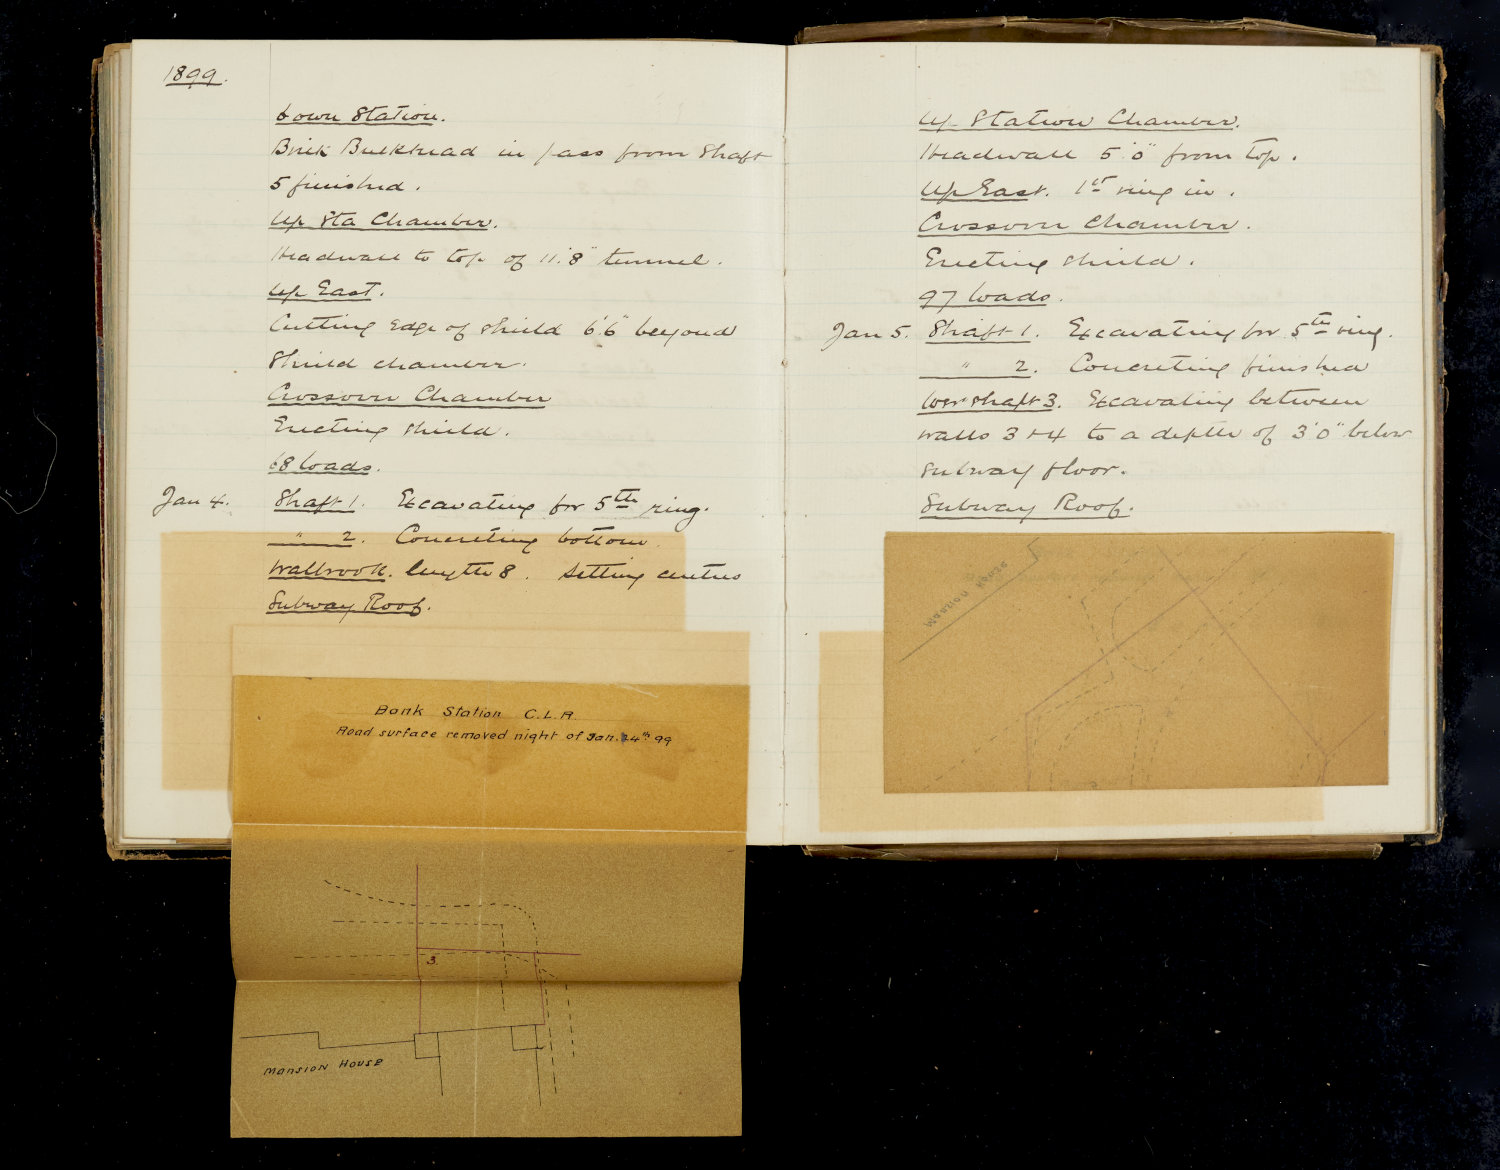 1899.
Down Station.
Brick Bulkhead in pass from Shaft
5 finished.
Up Sta Chamber.
Headwall to top of 11'.8" tunnel.
Up East.
Cutting Edge of shield 6'6" beyond
Shield chamber.
Crossover Chamber
Erecting shield.
68 loads.
Jan 4. Shaft 1. Excavating for 5th ring.
" 2. Concreting bottom.
Walbrook. length 8. Setting centres
Subway Roof.
Bank Station C.L.R.
Road surface removed night of Jan. 4th 99
3
Mansion House
Up Station Chamber.
Headwall 5'.0" from top.
Up East. 1st ring in.
Crossover Chamber.
Erecting shield.
97 loads.
Jan 5. Shaft 1. Excavating for 5th ring.
" 2. Concreting finished
Over shaft 3. Excavating between
walls 3 & 4 to a depth of 3'0" below
subway floor.
Subway Roof.
Mansion House